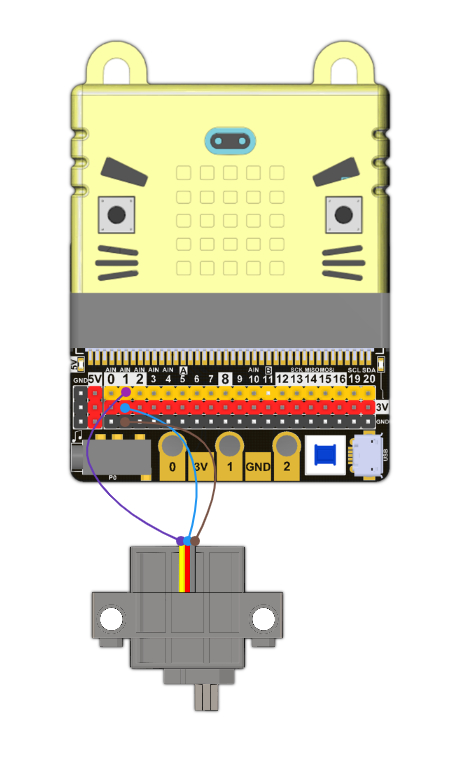 5V
AIN AIN AIN AIN AIN A AIN B SCK MISO MOSI SCL SDA
GND 5V 0 1 2 3 4 5 6 7 8 9 10 11 12 13 14 15 16 19 20
3V
GND
0 3V 1 GND 2
USB
P0